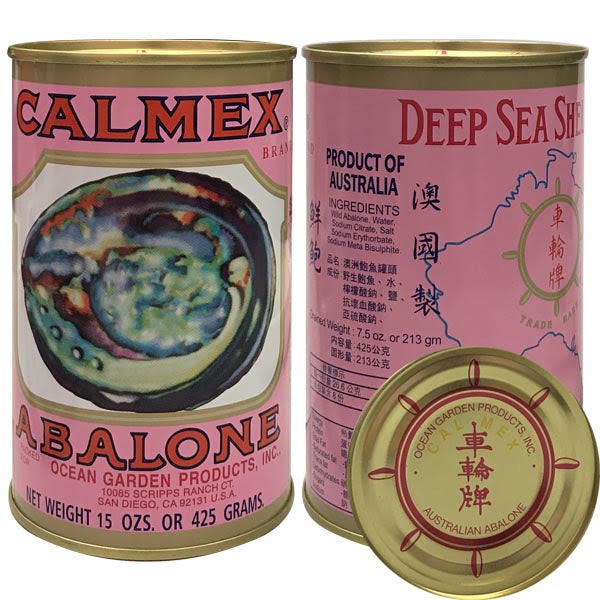 CALMEX®
BRAND
ABALONE
PACKED
FOR
OCEAN GARDEN PRODUCTS, INC.,
10085 SCRIPPS RANCH CT.
SAN DIEGO, CA 92131 U.S.A.
NET WEIGHT 15 OZS. OR 425 GRAMS.
DEEP SEA SHE
PRODUCT OF
AUSTRALIA
INGREDIENTS
Wild Abalone, Water,
Sodium Citrate, Salt
Sodium Erythorbate,
Sodium Meta Bisulphite.
品名:澳洲鮑魚罐頭
成份:野生鮑魚、水、
檸檬酸鈉、鹽、
抗壞血酸鈉、
亞硫酸鈉、
Drained Weight : 7.5 oz. or 213 gm
內容量:425公克
固形量:213公克
鮮鮑
澳國製
車輪牌
TRADE MARK
OCEAN GARDEN PRODUCTS, INC.
CALMEX
車輪牌
AUSTRALIAN ABALONE